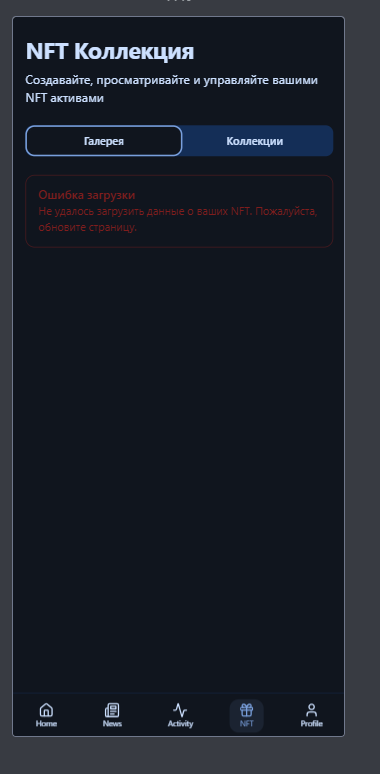 NFT Коллекция
Создавайте, просматривайте и управляйте вашими
NFT активами
Галерея
Коллекции
Ошибка загрузки
Не удалось загрузить данные о ваших NFT. Пожалуйста,
обновите страницу.
Home
News
Activity
NFT
Profile